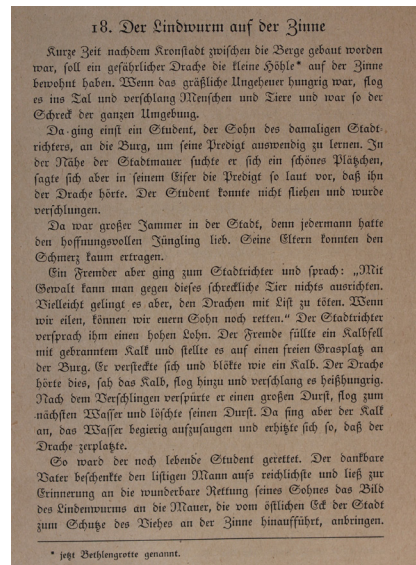 18. Der Lindwurm auf der Zinne
Kurze Zeit nachdem Kronstadt zwischen die Berge gebaut worden
war, soll ein gefährlicher Drache die kleine Höhle* auf der Zinne
bewohnt haben. Wenn das gräßliche Ungeheuer hungrig war, flog
es ins Tal und verschlang Menschen und Tiere und war so der
Schreck der ganzen Umgebung.
Da ging einst ein Student, der Sohn des damaligen Stadt-
richters, an die Burg, um seine Predigt auswendig zu lernen. In
der Nähe der Stadtmauer suchte er sich ein schönes Plätzchen,
sagte sich aber in seinem Eifer die Predigt so laut vor, daß ihn
der Drache hörte. Der Student konnte nicht fliehen und wurde
verschlungen.
Da war großer Jammer in der Stadt, denn jedermann hatte
den hoffnungsvollen Jüngling lieb. Seine Eltern konnten den
Schmerz kaum ertragen.
Ein Fremder aber ging zum Stadtrichter und sprach: „Mit
Gewalt kann man gegen dieses schreckliche Tier nichts ausrichten.
Vielleicht gelingt es aber, den Drachen mit List zu töten. Wenn
wir eilen, können wir euern Sohn noch retten.“ Der Stadtrichter
versprach ihm einen hohen Lohn. Der Fremde füllte ein Kalbfell
mit gebranntem Kalk und stellte es auf einen freien Grasplatz an
der Burg. Er versteckte sich und blökte wie ein Kalb. Der Drache
hörte dies, sah das Kalb, flog hinzu und verschlang es heißhungrig.
Nach dem Verschlingen verspürte er einen großen Durst, flog zum
nächsten Wasser und löschte seinen Durst. Da fing aber der Kalk
an, das Wasser begierig aufzusaugen und erhitzte sich so, daß der
Drache zerplatzte.
So ward der noch lebende Student gerettet. Der dankbare
Vater beschenkte den listigen Mann aufs reichlichste und ließ zur
Erinnerung an die wunderbare Rettung seines Sohnes das Bild
des Lindenwurms an die Mauer, die vom östlichen Eck der Stadt
zum Schutze des Viehes an der Zinne hinaufführt, anbringen.
* jetzt Bethlengrotte genannt.